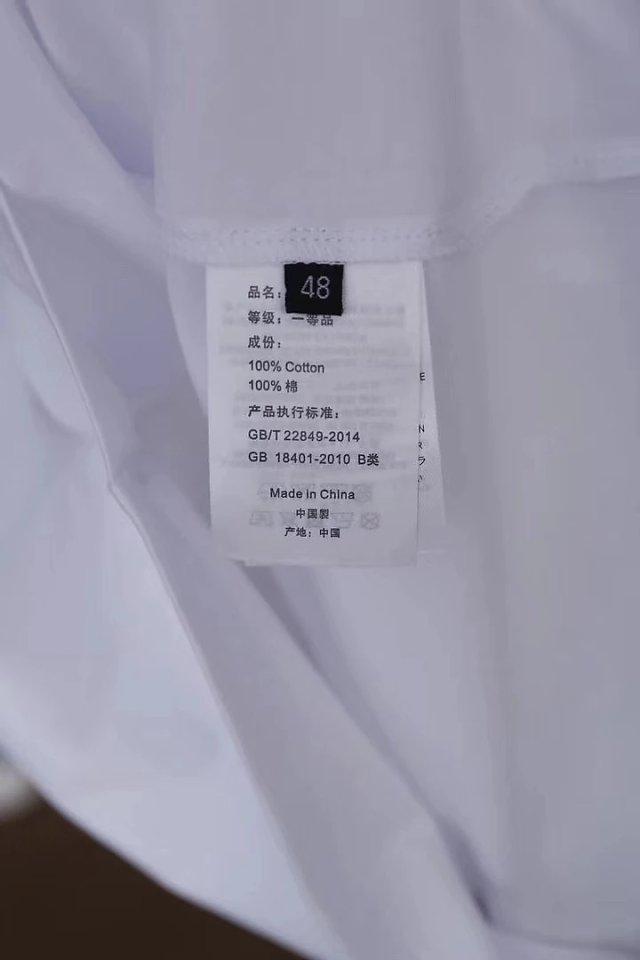 48
品名:
等级: 一等品
成份:
100% Cotton
100% 棉
产品执行标准:
GB/T 22849-2014
GB 18401-2010 B类
Made in China
中国製
产地: 中国
E
N
R
ラ